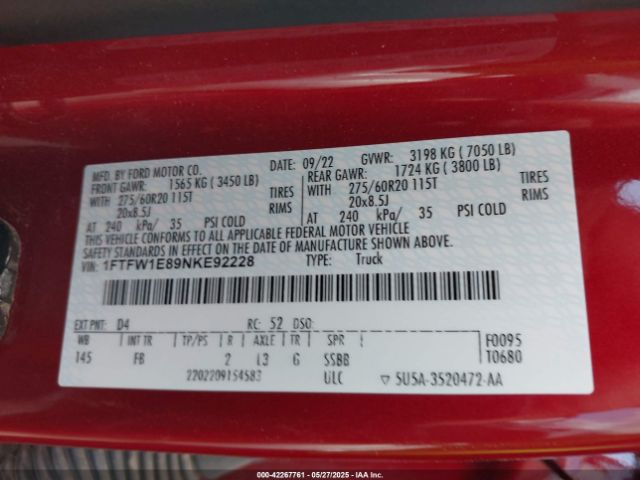 MFD. BY FORD MOTOR CO.
DATE: 09/22 GVWR: 3198 KG ( 7050 LB)
FRONT GAWR: 1565 KG ( 3450 LB)
REAR GAWR: 1724 KG ( 3800 LB)
WITH 275/60R20 115T TIRES
WITH 275/60R20 115T TIRES
20x8.5J RIMS
20x8.5J RIMS
AT 240 kPa/ 35 PSI COLD
AT 240 kPa/ 35 PSI COLD
THIS VEHICLE CONFORMS TO ALL APPLICABLE FEDERAL MOTOR VEHICLE
SAFETY STANDARDS IN EFFECT ON THE DATE OF MANUFACTURE SHOWN ABOVE.
VIN: 1FTFW1E89NKE92228 TYPE: Truck
EXT PNT: D4 RC: 52 DSO:
WB INT TR TP/PS R AXLE TR SPR
145 FB 2 L3 G SSBB
F0095
T0680
2202209154583 ULC 5U5A-3520472-AA
000-42267761 - 05/27/2025 - IAA Inc.